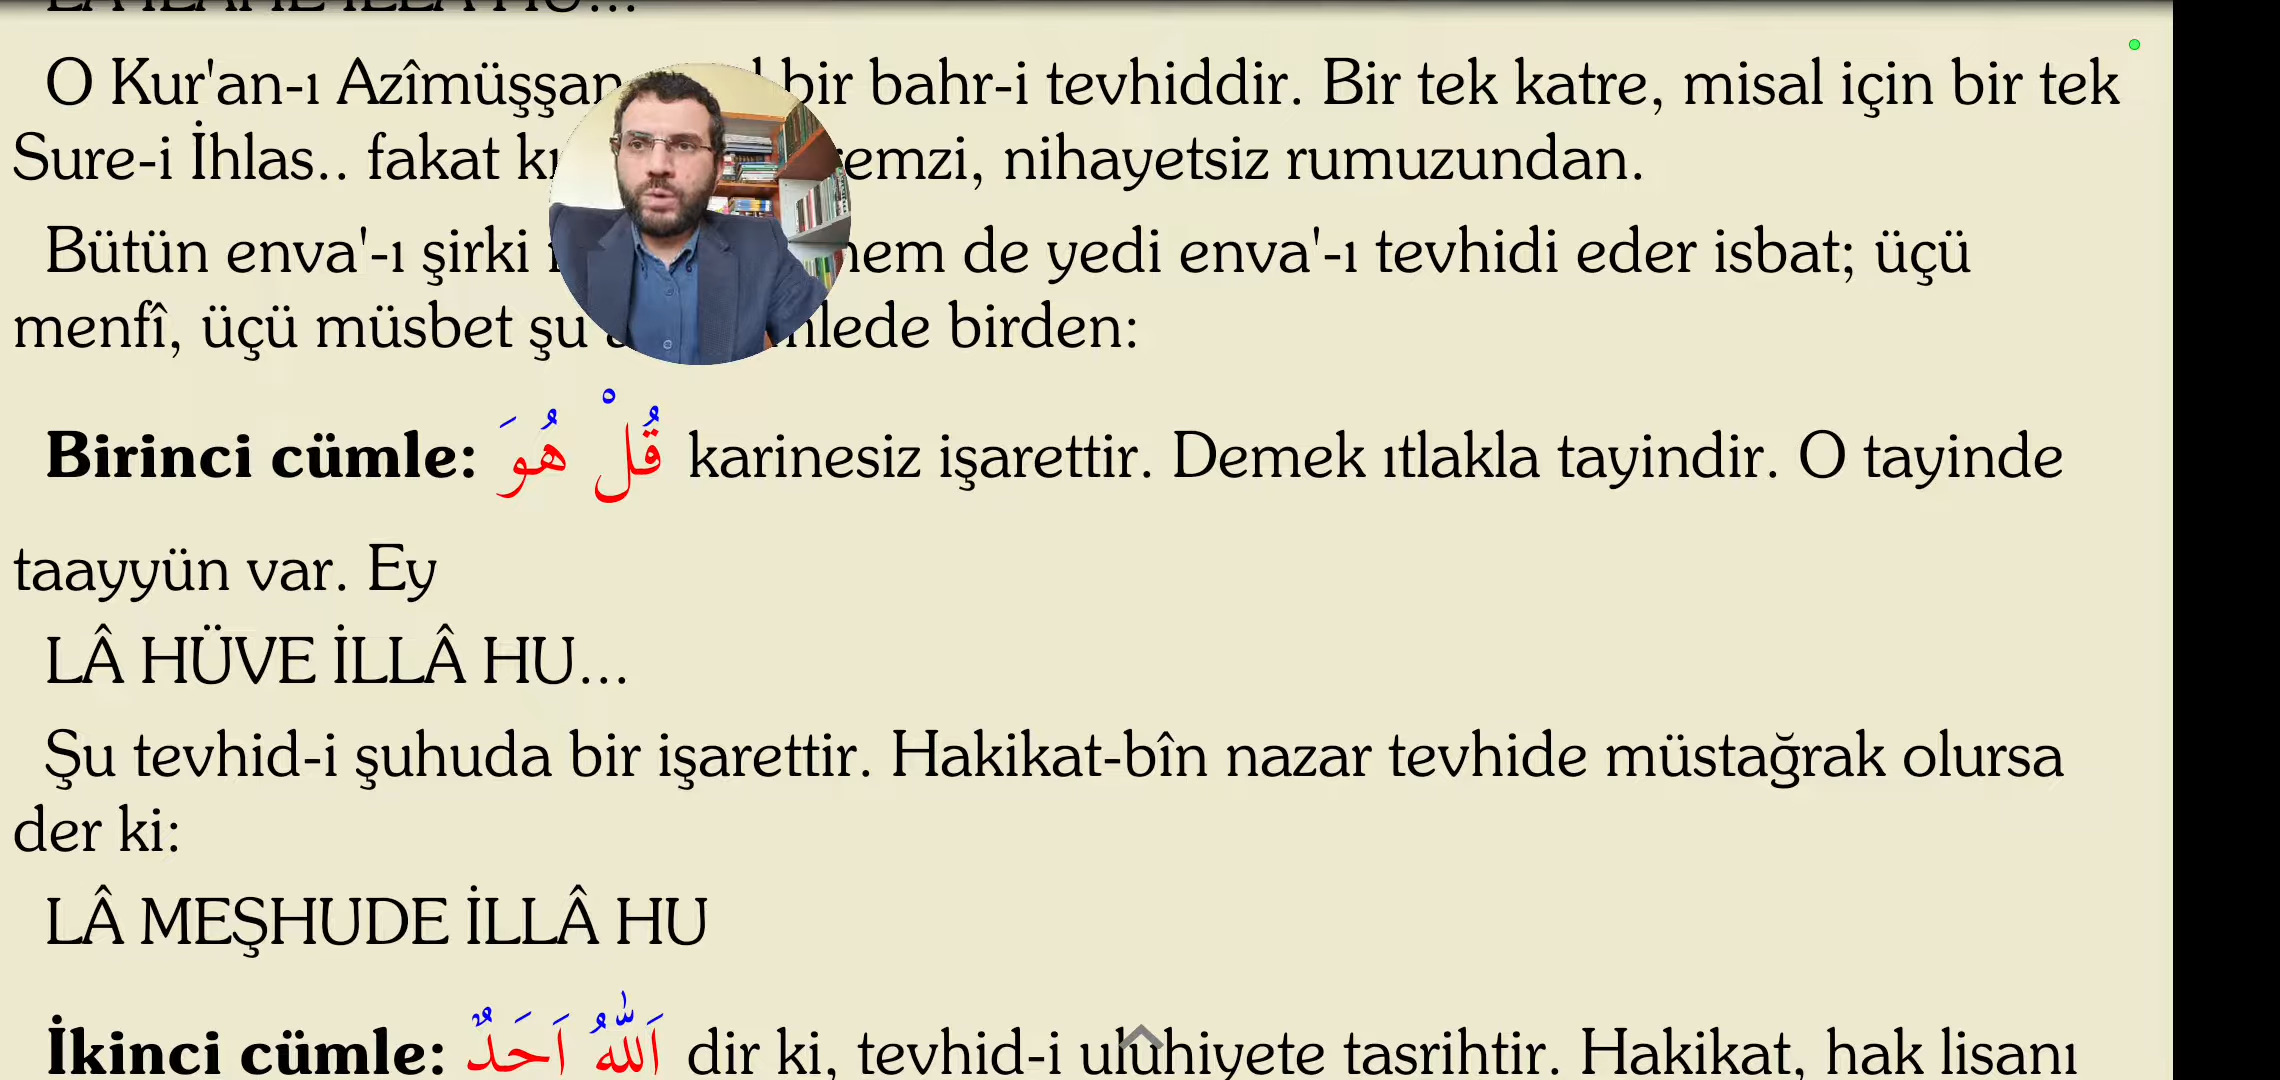 O Kur'an-ı Azîmüşşan bir bahr-i tevhiddir. Bir tek katre, misal için bir tek
Sure-i İhlas.. fakat nihayetsiz rumuzundan.
Bütün enva'-ı şirki hem de yedi enva'-ı tevhidi eder isbat; üçü
menfî, üçü müsbet şu birden:
Birinci cümle: قُلْ هُوَ karinesiz işarettir. Demek ıtlakla tayindir. O tayinde
taayyün var. Ey
LÂ HÜVE İLLÂ HU...
Şu tevhid-i şuhuda bir işarettir. Hakikat-bîn nazar tevhide müstağrak olursa
der ki:
LÂ MEŞHUDE İLLÂ HU
İkinci cümle: اَللّٰهُ اَحَدٌ dir ki, tevhid-i uluhiyete tasrihtir. Hakikat, hak lisanı